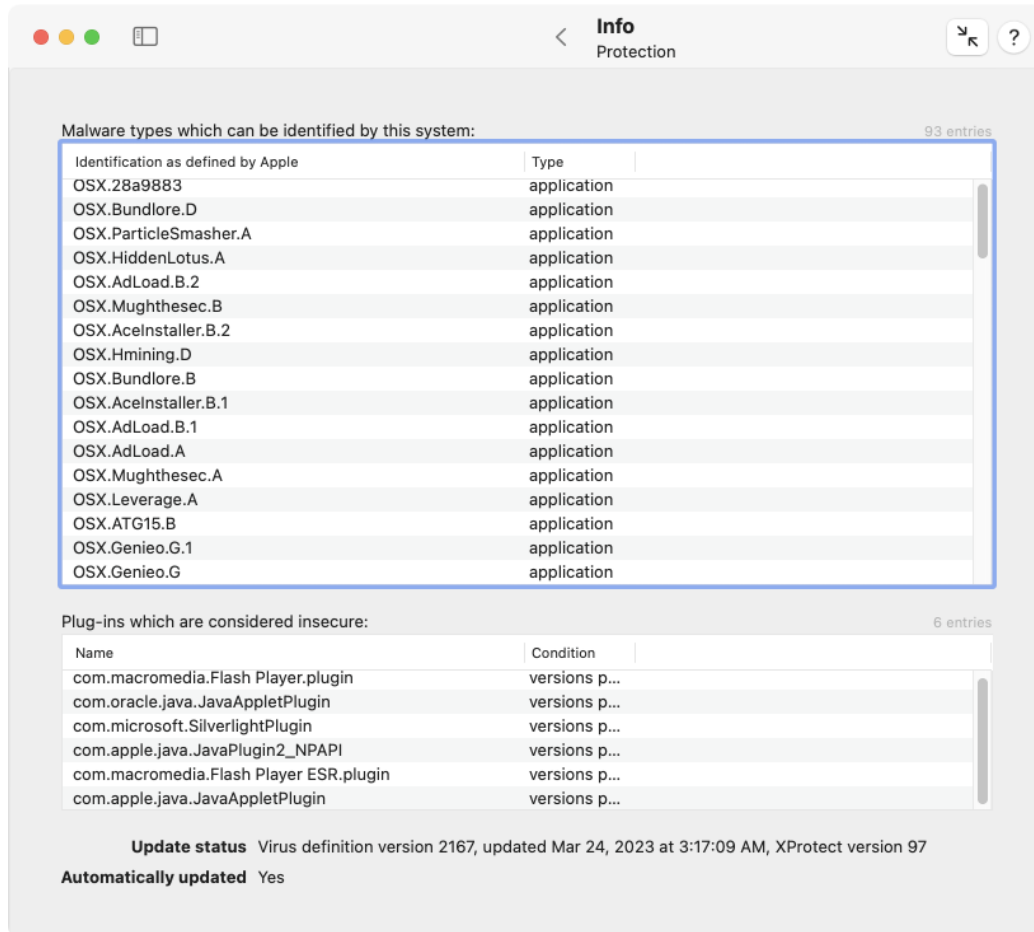 Info
Protection
?
Malware types which can be identified by this system: 93 entries
Identification as defined by Apple Type
OSX.28a9883 application
OSX.Bundlore.D application
OSX.ParticleSmasher.A application
OSX.HiddenLotus.A application
OSX.AdLoad.B.2 application
OSX.Mughthesec.B application
OSX.AceInstaller.B.2 application
OSX.Hmining.D application
OSX.Bundlore.B application
OSX.AceInstaller.B.1 application
OSX.AdLoad.B.1 application
OSX.AdLoad.A application
OSX.Mughthesec.A application
OSX.Leverage.A application
OSX.ATG15.B application
OSX.Genieo.G.1 application
OSX.Genieo.G application
Plug-ins which are considered insecure: 6 entries
Name Condition
com.macromedia.Flash Player.plugin versions p...
com.oracle.java.JavaAppletPlugin versions p...
com.microsoft.SilverlightPlugin versions p...
com.apple.java.JavaPlugin2_NPAPI versions p...
com.macromedia.Flash Player ESR.plugin versions p...
com.apple.java.JavaAppletPlugin versions p...
Update status Virus definition version 2167, updated Mar 24, 2023 at 3:17:09 AM, XProtect version 97
Automatically updated Yes